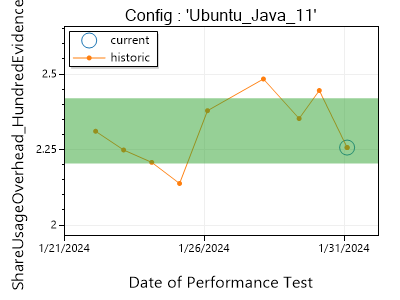 Config : 'Ubuntu_Java_11'
current
historic
ShareUsageOverhead_HundredEvidence
2.5
2.25
2
1/21/2024
1/26/2024
1/31/2024
Date of Performance Test